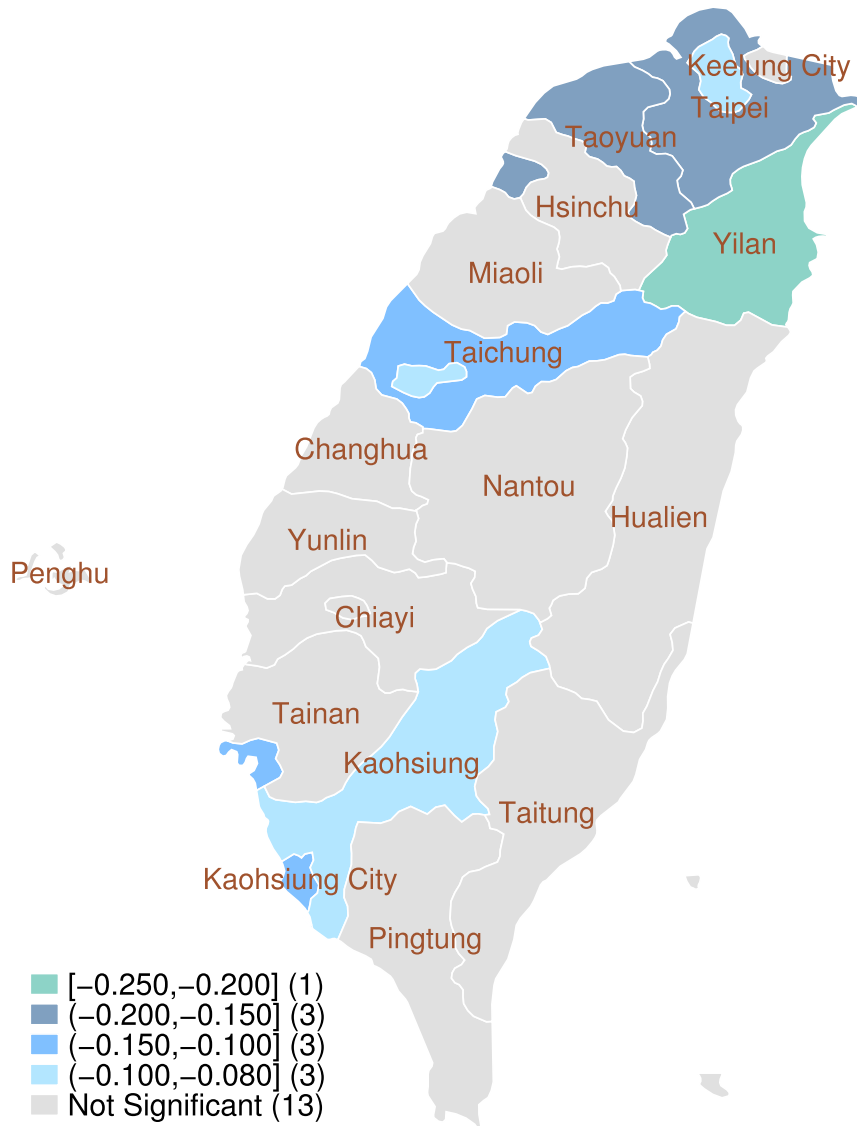 Keelung City
Taipei
Taoyuan
Hsinchu
Yilan
Miaoli
Taichung
Changhua
Nantou
Hualien
Yunlin
Penghu
Chiayi
Tainan
Kaohsiung
Taitung
Kaohsiung City
Pingtung
[−0.250,−0.200] (1)
(−0.200,−0.150] (3)
(−0.150,−0.100] (3)
(−0.100,−0.080] (3)
Not Significant (13)